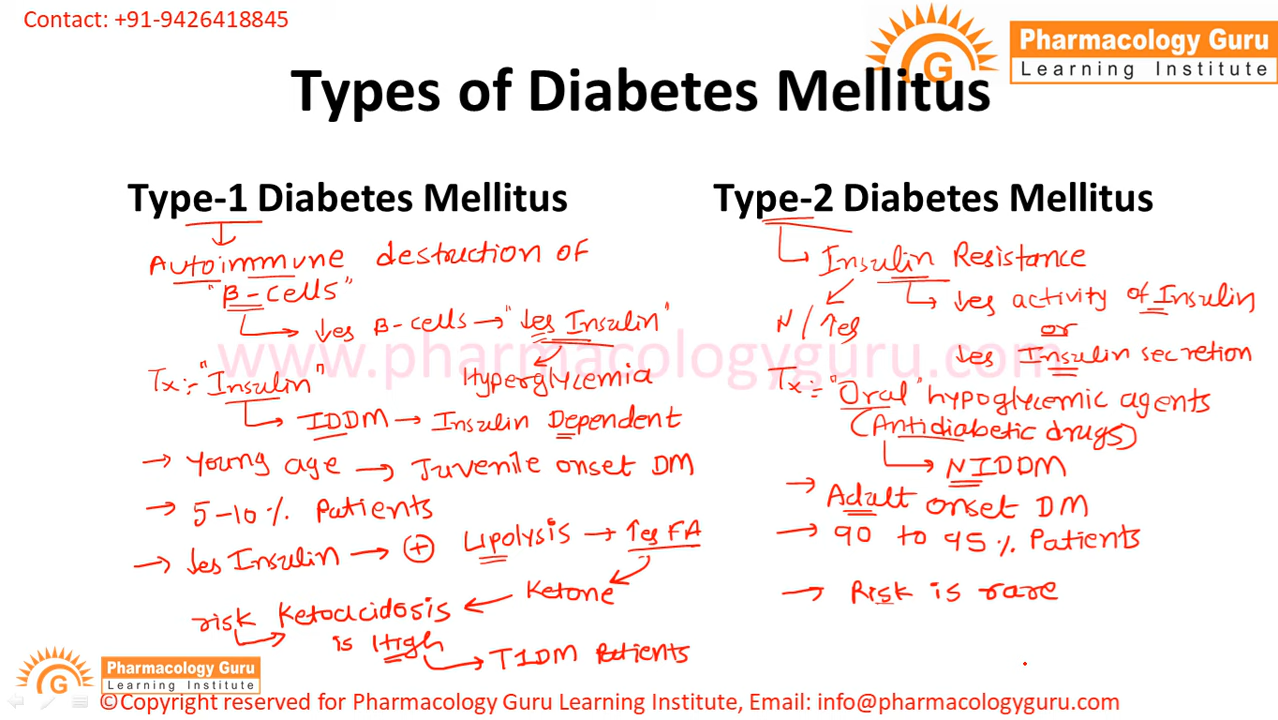 Contact: +91-9426418845
G
Pharmacology Guru
Learning Institute
Types of Diabetes Mellitus
Type-1 Diabetes Mellitus
↓
Autoimmune destruction of
"β-cells"
→ ↓es β-cells → "↓es Insulin"
Hyperglycemia
Tx:- "Insulin"
→ IDDM → Insulin Dependent
→ Young age → Juvenile onset DM
→ 5-10% Patients
→ ↓es Insulin → ⊕ Lipolysis → ↑es FA
risk Ketoacidosis ← Ketone
is High
→ T1DM Patients
Type-2 Diabetes Mellitus
→ Insulin Resistance
N / ↑es
→ ↓es activity of Insulin
or
↓es Insulin secretion
Tx:- "Oral" hypoglycemic agents
(Antidiabetic drugs)
→ NIDDM
→ Adult onset DM
→ 90 to 95% Patients
→ Risk is rare
www.pharmacologyguru.com
G
Pharmacology Guru
Learning Institute
©Copyright reserved for Pharmacology Guru Learning Institute, Email: info@pharmacologyguru.com